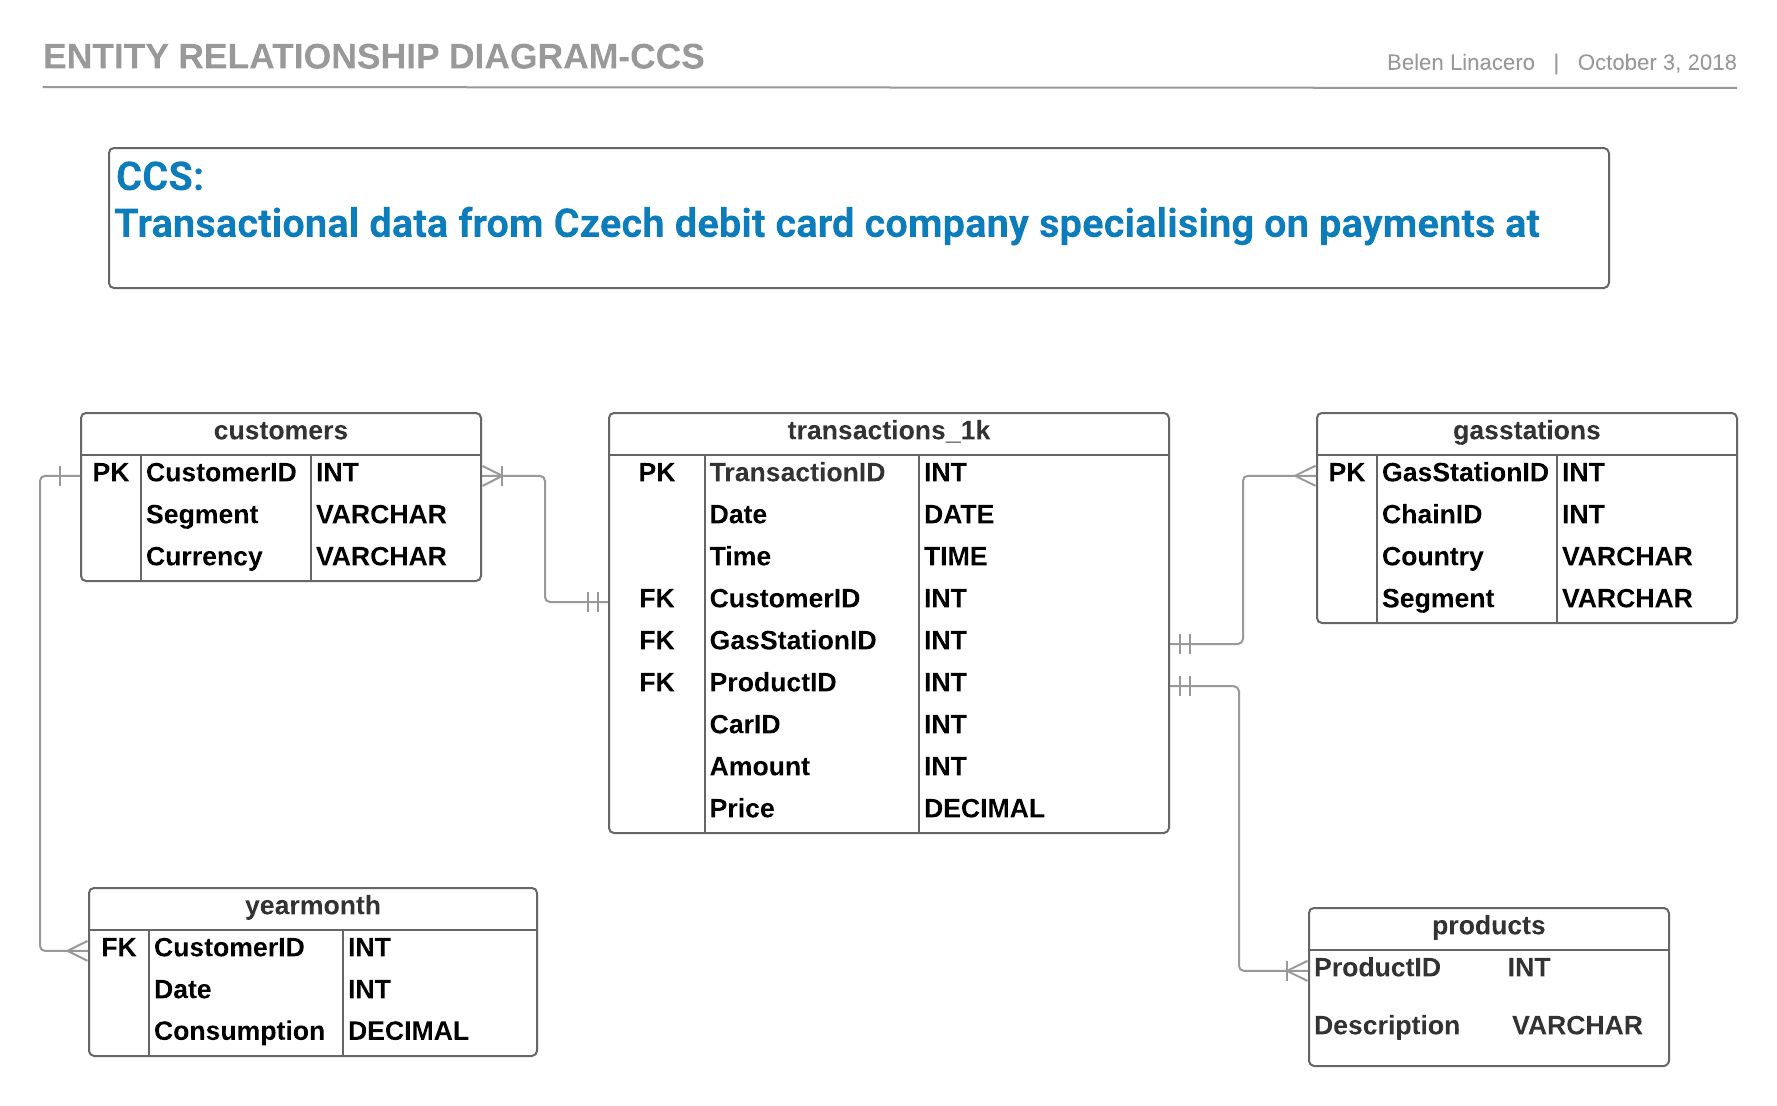 ENTITY RELATIONSHIP DIAGRAM-CCS
Belen Linacero | October 3, 2018
CCS:
Transactional data from Czech debit card company specialising on payments at
customers
PK CustomerID INT
Segment VARCHAR
Currency VARCHAR
transactions_1k
PK TransactionID INT
Date DATE
Time TIME
FK CustomerID INT
FK GasStationID INT
FK ProductID INT
CarID INT
Amount INT
Price DECIMAL
gasstations
PK GasStationID INT
ChainID INT
Country VARCHAR
Segment VARCHAR
yearmonth
FK CustomerID INT
Date INT
Consumption DECIMAL
products
ProductID INT
Description VARCHAR